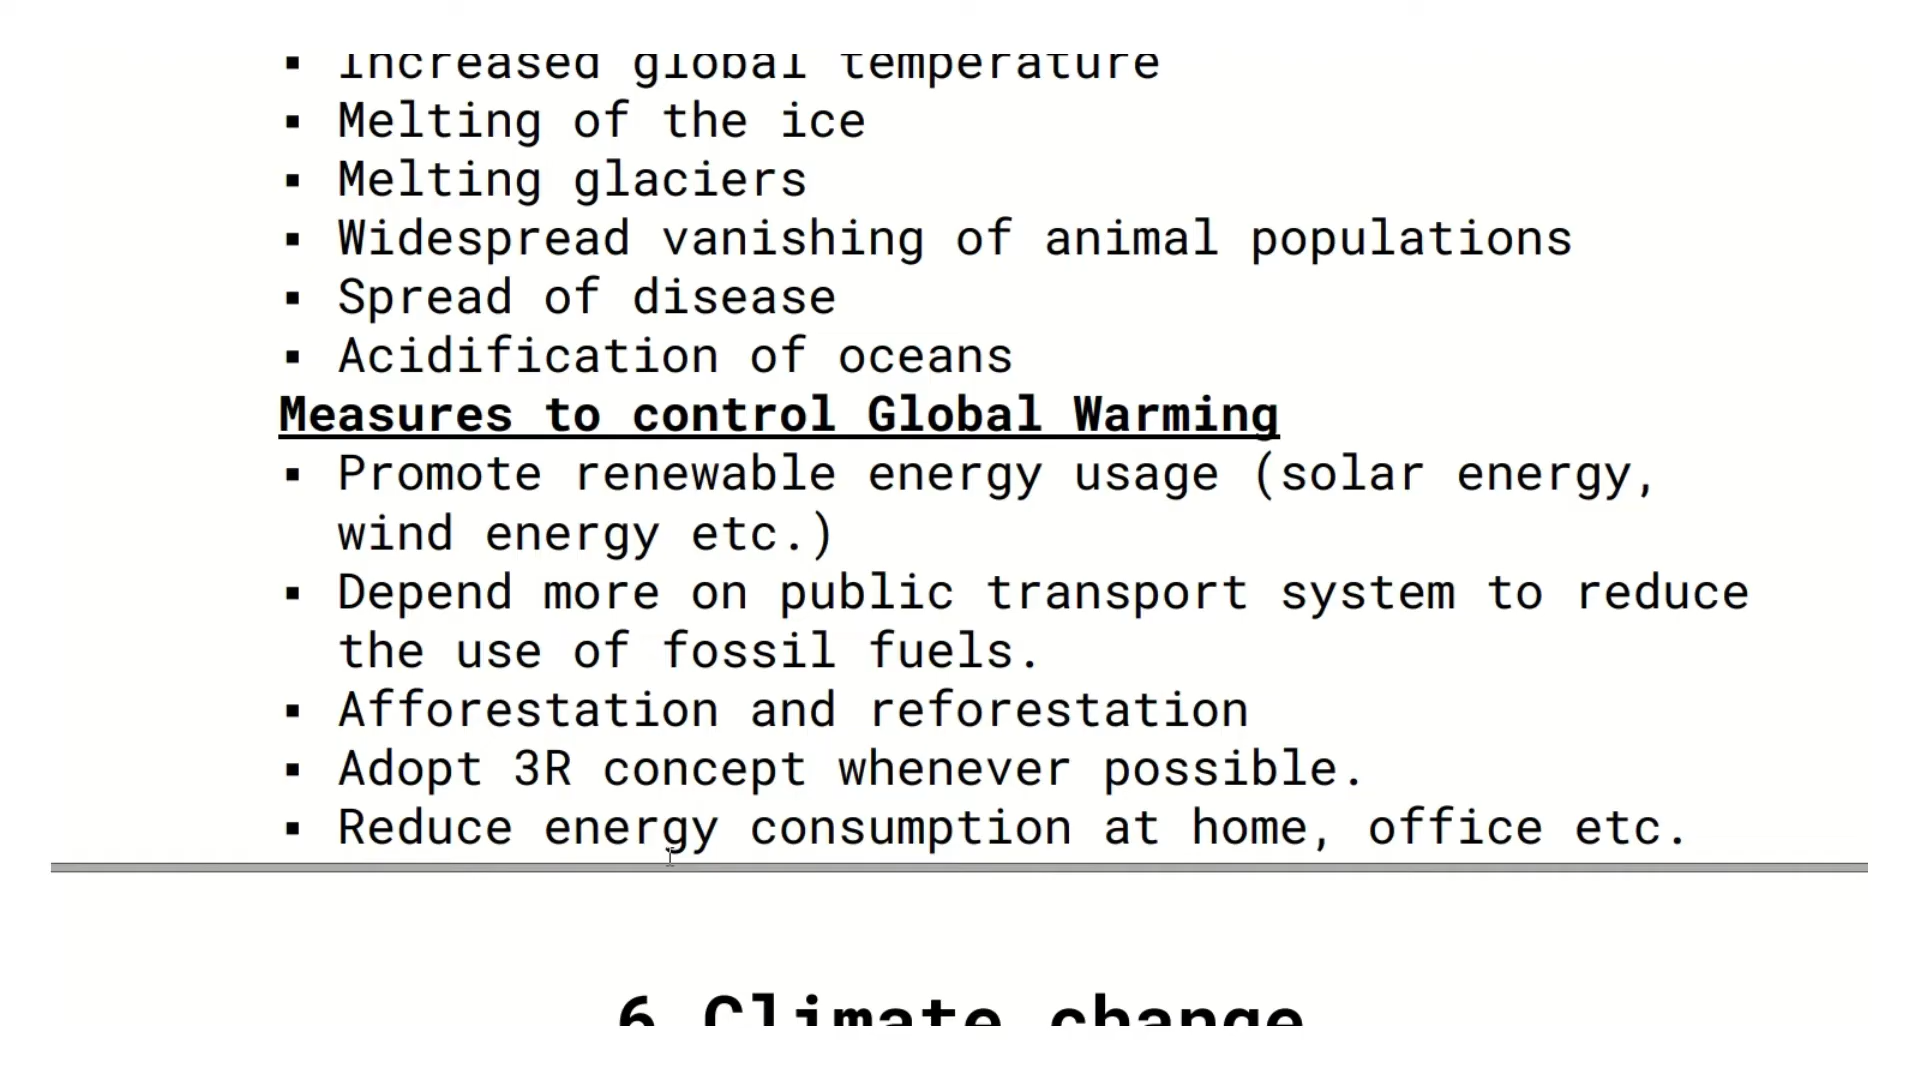 ▪ Increased global temperature
▪ Melting of the ice
▪ Melting glaciers
▪ Widespread vanishing of animal populations
▪ Spread of disease
▪ Acidification of oceans
Measures to control Global Warming
▪ Promote renewable energy usage (solar energy,
wind energy etc.)
▪ Depend more on public transport system to reduce
the use of fossil fuels.
▪ Afforestation and reforestation
▪ Adopt 3R concept whenever possible.
▪ Reduce energy consumption at home, office etc.
6 Climate change